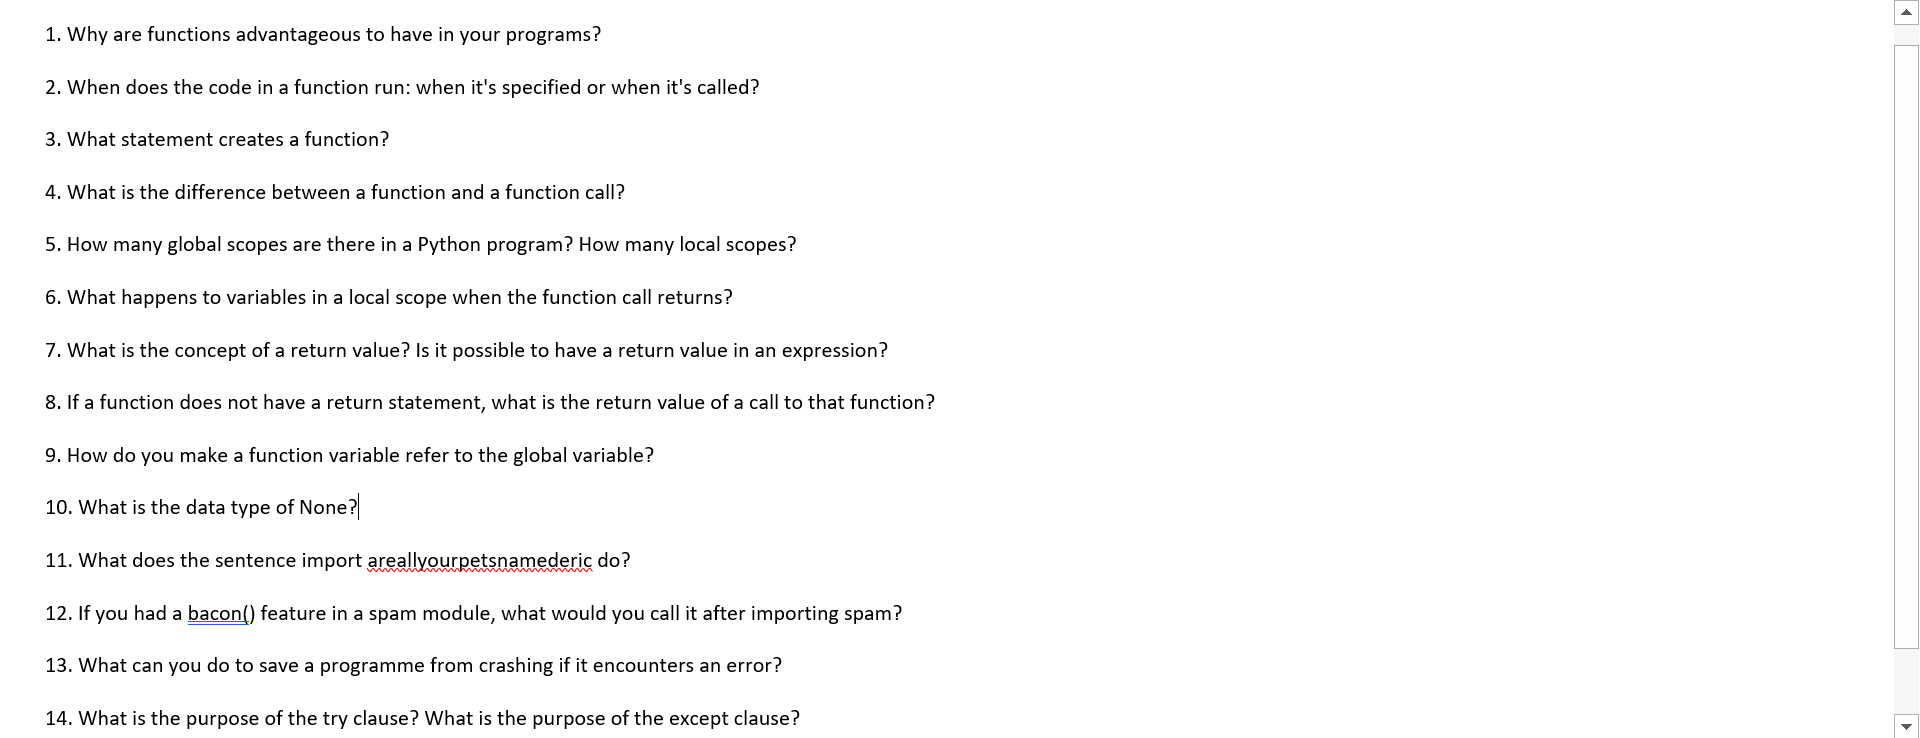 1. Why are functions advantageous to have in your programs?
2. When does the code in a function run: when it's specified or when it's called?
3. What statement creates a function?
4. What is the difference between a function and a function call?
5. How many global scopes are there in a Python program? How many local scopes?
6. What happens to variables in a local scope when the function call returns?
7. What is the concept of a return value? Is it possible to have a return value in an expression?
8. If a function does not have a return statement, what is the return value of a call to that function?
9. How do you make a function variable refer to the global variable?
10. What is the data type of None?
11. What does the sentence import areallyourpetsnamederic do?
12. If you had a bacon() feature in a spam module, what would you call it after importing spam?
13. What can you do to save a programme from crashing if it encounters an error?
14. What is the purpose of the try clause? What is the purpose of the except clause?